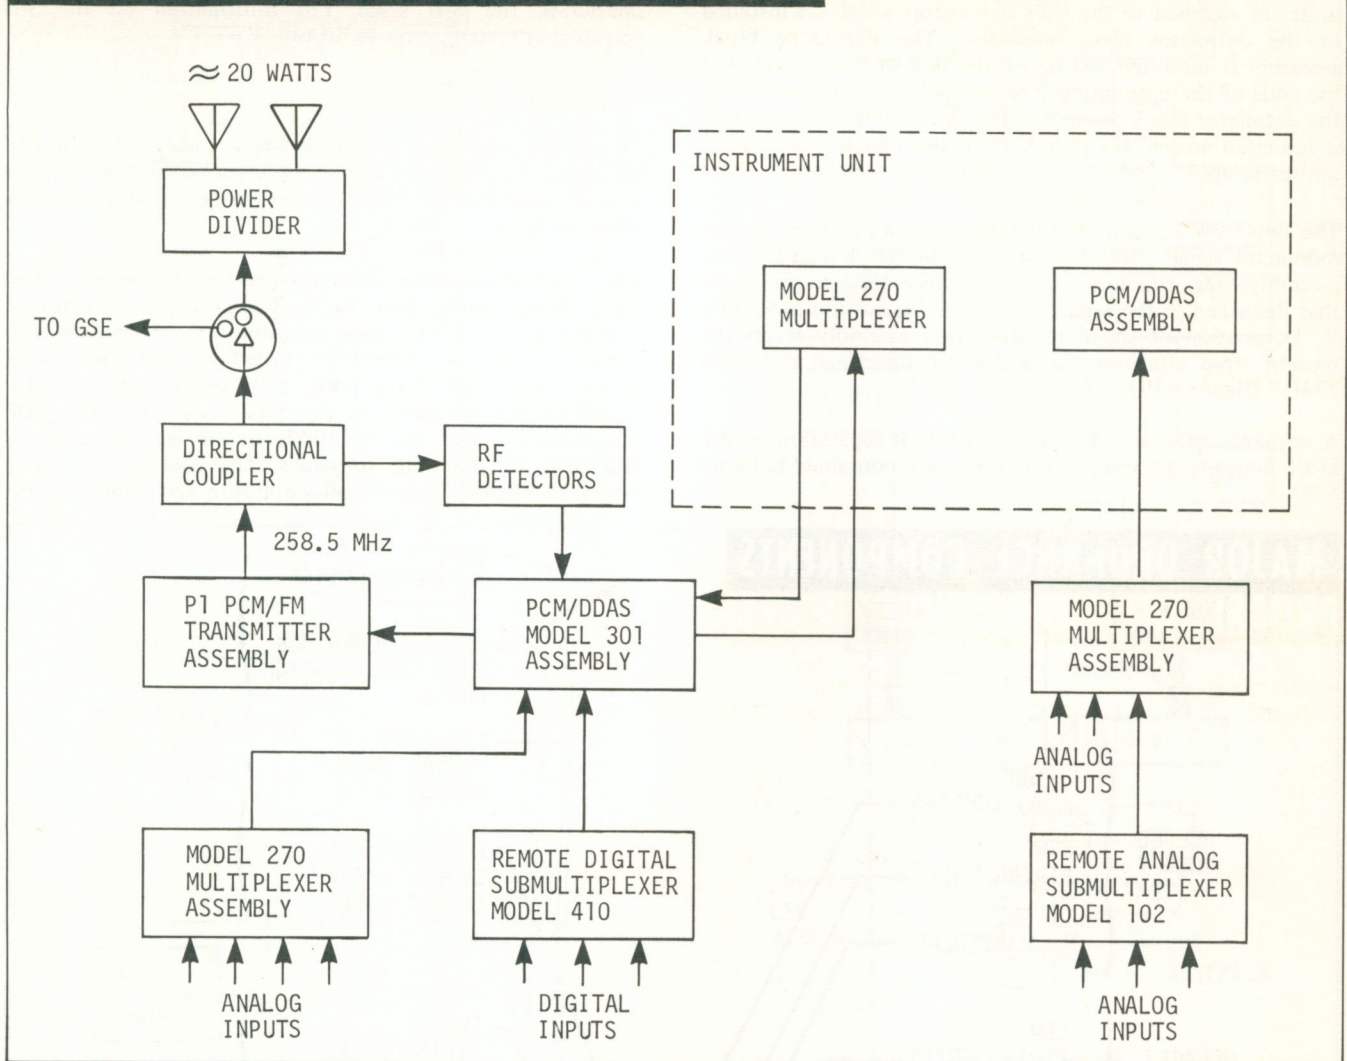 ≈ 20 WATTS
POWER
DIVIDER
TO GSE
DIRECTIONAL
COUPLER
RF
DETECTORS
258.5 MHz
P1 PCM/FM
TRANSMITTER
ASSEMBLY
PCM/DDAS
MODEL 301
ASSEMBLY
MODEL 270
MULTIPLEXER
ASSEMBLY
ANALOG
INPUTS
REMOTE DIGITAL
SUBMULTIPLEXER
MODEL 410
DIGITAL
INPUTS
INSTRUMENT UNIT
MODEL 270
MULTIPLEXER
PCM/DDAS
ASSEMBLY
MODEL 270
MULTIPLEXER
ASSEMBLY
ANALOG
INPUTS
REMOTE ANALOG
SUBMULTIPLEXER
MODEL 102
ANALOG
INPUTS